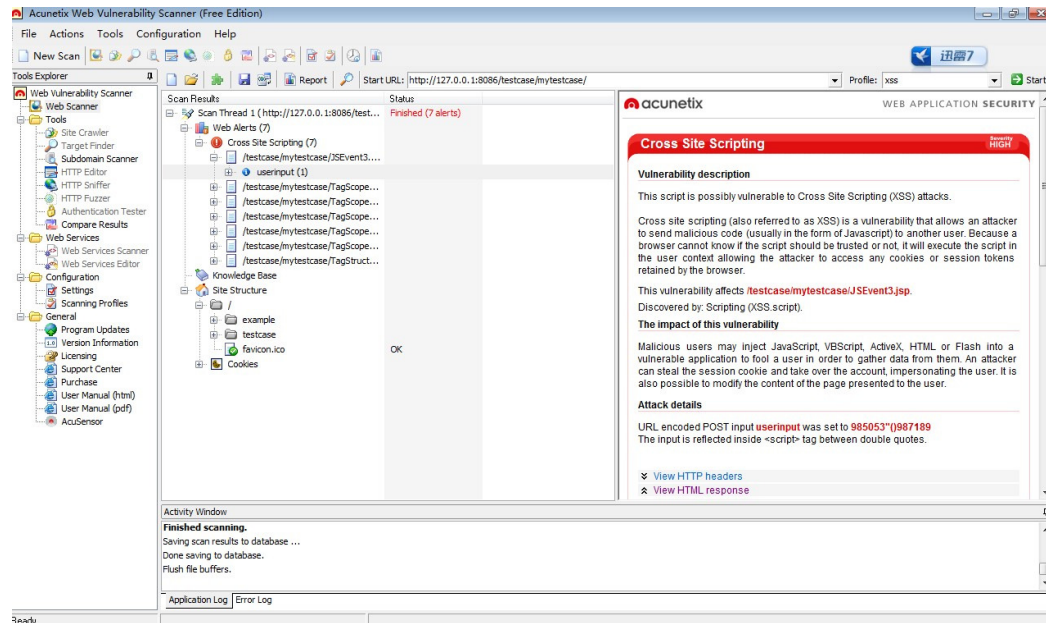 Acunetix Web Vulnerability Scanner (Free Edition)
File Actions Tools Configuration Help
New Scan
迅雷7
Tools Explorer
Report Start URL: http://127.0.0.1:8086/testcase/mytestcase/ Profile: xss Start
Web Vulnerability Scanner
Web Scanner
Tools
Site Crawler
Target Finder
Subdomain Scanner
HTTP Editor
HTTP Sniffer
HTTP Fuzzer
Authentication Tester
Compare Results
Web Services
Web Services Scanner
Web Services Editor
Configuration
Settings
Scanning Profiles
General
Program Updates
Version Information
Licensing
Support Center
Purchase
User Manual (html)
User Manual (pdf)
AcuSensor
Scan Results Status
Scan Thread 1 ( http://127.0.0.1:8086/test... Finished (7 alerts)
Web Alerts (7)
Cross Site Scripting (7)
/testcase/mytestcase/JSEvent3....
userinput (1)
/testcase/mytestcase/TagScope...
/testcase/mytestcase/TagScope...
/testcase/mytestcase/TagScope...
/testcase/mytestcase/TagScope...
/testcase/mytestcase/TagScope...
/testcase/mytestcase/TagStruct...
Knowledge Base
Site Structure
/
example
testcase
favicon.ico OK
Cookies
acunetix WEB APPLICATION SECURITY
Cross Site Scripting Severity HIGH
Vulnerability description
This script is possibly vulnerable to Cross Site Scripting (XSS) attacks.
Cross site scripting (also referred to as XSS) is a vulnerability that allows an attacker
to send malicious code (usually in the form of Javascript) to another user. Because a
browser cannot know if the script should be trusted or not, it will execute the script in
the user context allowing the attacker to access any cookies or session tokens
retained by the browser.
This vulnerability affects /testcase/mytestcase/JSEvent3.jsp.
Discovered by: Scripting (XSS.script).
The impact of this vulnerability
Malicious users may inject JavaScript, VBScript, ActiveX, HTML or Flash into a
vulnerable application to fool a user in order to gather data from them. An attacker
can steal the session cookie and take over the account, impersonating the user. It is
also possible to modify the content of the page presented to the user.
Attack details
URL encoded POST input userinput was set to 985053"()987189
The input is reflected inside <script> tag between double quotes.
View HTTP headers
View HTML response
Activity Window
Finished scanning.
Saving scan results to database ...
Done saving to database.
Flush file buffers.
Application Log Error Log
Ready